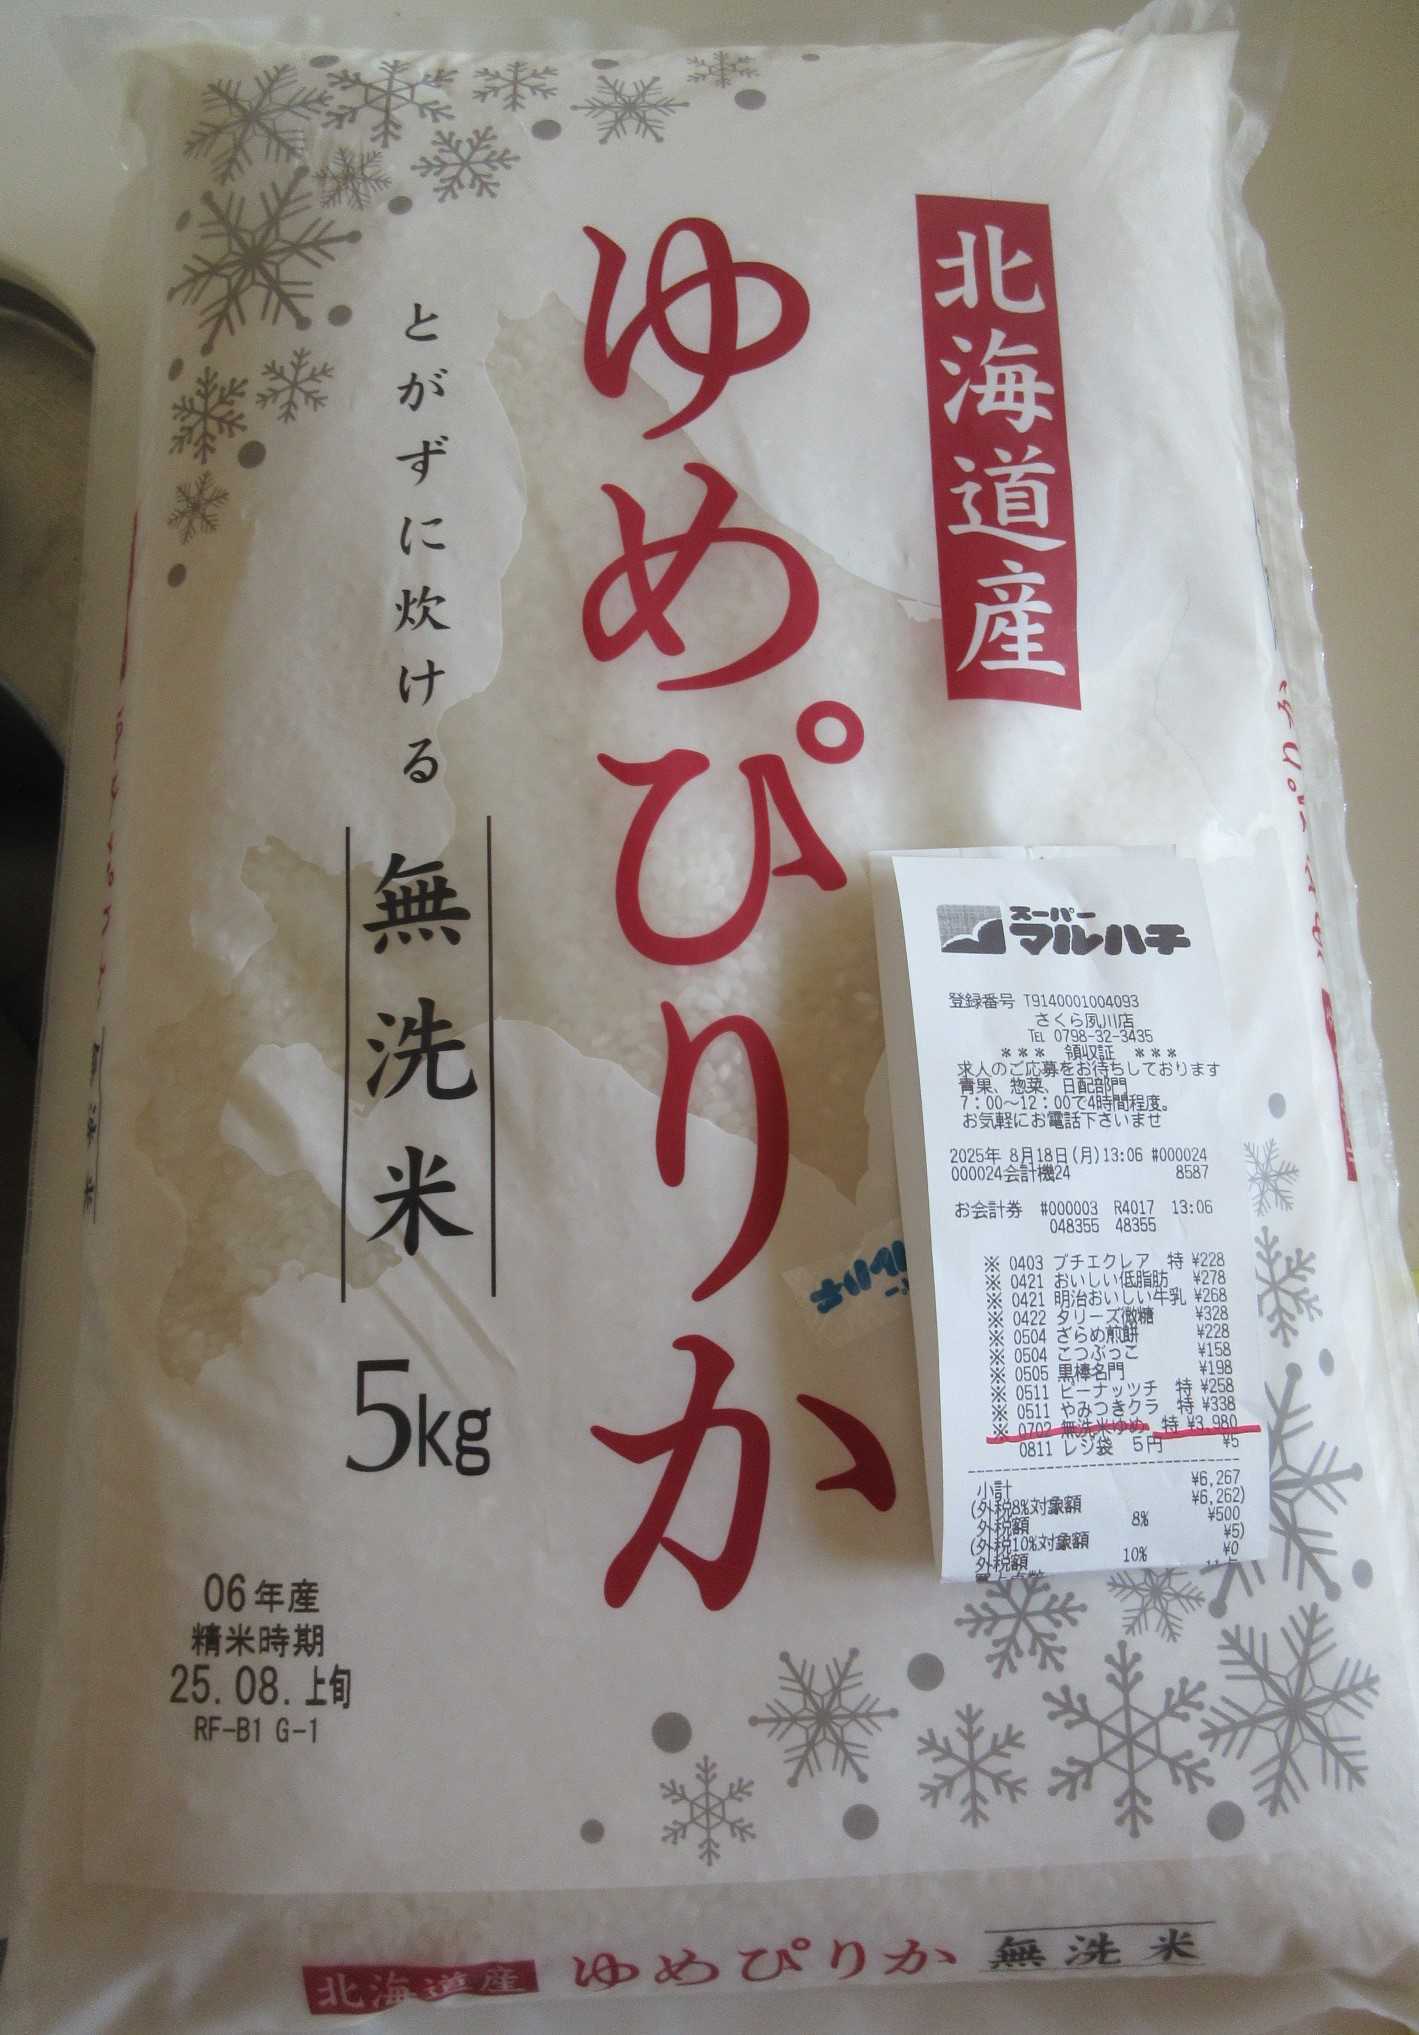 北海道産
ゆめぴりか
とがずに炊ける
無洗米
5kg
06年産
精米時期
25.08.上旬
RF-B1 G-1
北海道産 ゆめぴりか 無洗米
スーパー
マルハチ
登録番号 T9140001004093
さくら夙川店
TEL 0798-32-3435
*** 領収証 ***
求人のご応募をお待ちしております
青果、惣菜、日配部門
7:00～12:00で4時間程度。
お気軽にお電話下さいませ
2025年 8月18日(月)13:06 #000024
000024会計機24 8587
お会計券 #000003 R4017 13:06
048355 48355
※ 0403 プチエクレア 特 ¥228
※ 0421 おいしい低脂肪 ¥278
※ 0421 明治おいしい牛乳 ¥268
※ 0422 タリーズ微糖 ¥328
※ 0504 ざらめ煎餅 ¥228
※ 0504 こつぶっこ ¥158
※ 0505 黒棒名門 ¥198
※ 0511 ピーナッツチ 特 ¥258
※ 0511 やみつきクラ 特 ¥338
※ 0702 無洗米ゆめ 特 ¥3,980
0811 レジ袋 5円 ¥5
小計 ¥6,267
(外税8%対象額 ¥6,262)
外税額 8% ¥500
(外税10%対象額 ¥5)
外税額 10% ¥0